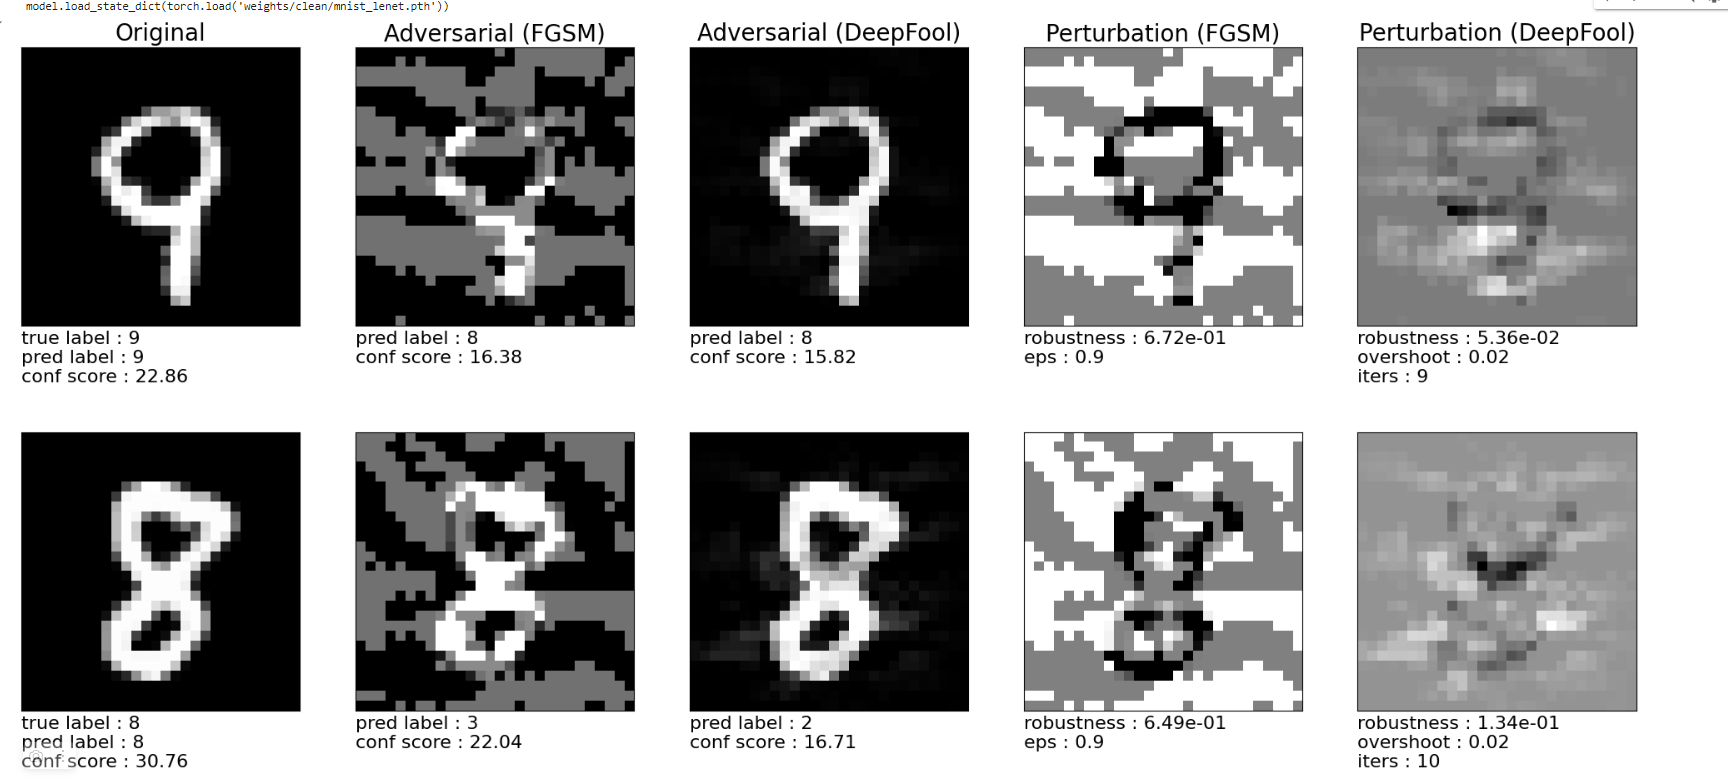 model.load_state_dict(torch.load('weights/clean/mnist_lenet.pth'))
Original
Adversarial (FGSM)
Adversarial (DeepFool)
Perturbation (FGSM)
Perturbation (DeepFool)
true label : 9
pred label : 9
conf score : 22.86
pred label : 8
conf score : 16.38
pred label : 8
conf score : 15.82
robustness : 6.72e-01
eps : 0.9
robustness : 5.36e-02
overshoot : 0.02
iters : 9
true label : 8
pred label : 8
conf score : 30.76
pred label : 3
conf score : 22.04
pred label : 2
conf score : 16.71
robustness : 6.49e-01
eps : 0.9
robustness : 1.34e-01
overshoot : 0.02
iters : 10